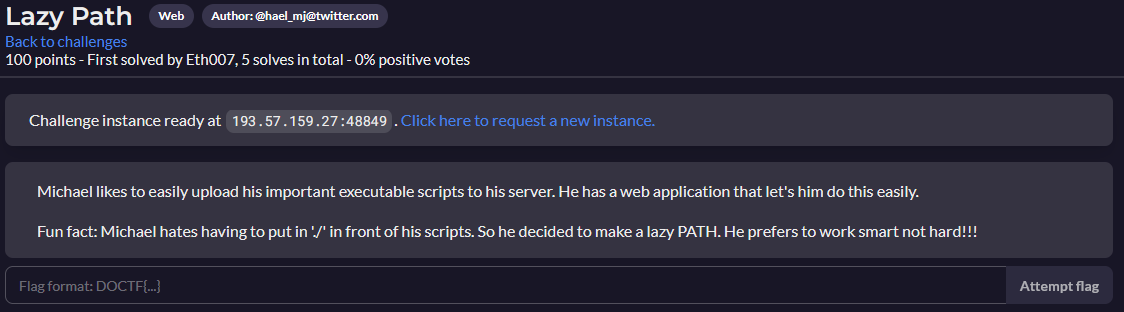 Lazy Path Web Author: @hael_mj@twitter.com
Back to challenges
100 points - First solved by Eth007, 5 solves in total - 0% positive votes
Challenge instance ready at 193.57.159.27:48849. Click here to request a new instance.
Michael likes to easily upload his important executable scripts to his server. He has a web application that let's him do this easily.
Fun fact: Michael hates having to put in './' in front of his scripts. So he decided to make a lazy PATH. He prefers to work smart not hard!!!
Flag format: DOCTF{...} Attempt flag